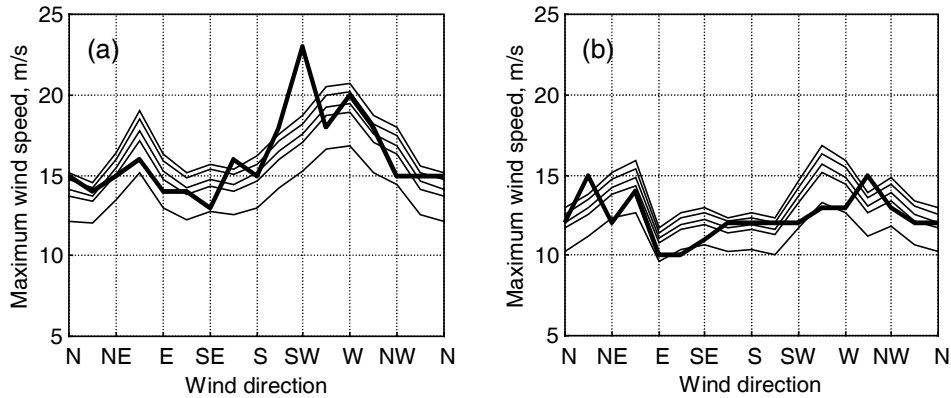 (a)
Maximum wind speed, m/s
25
20
15
10
5
N NE E SE S SW W NW N
Wind direction
(b)
Maximum wind speed, m/s
25
20
15
10
5
N NE E SE S SW W NW N
Wind direction